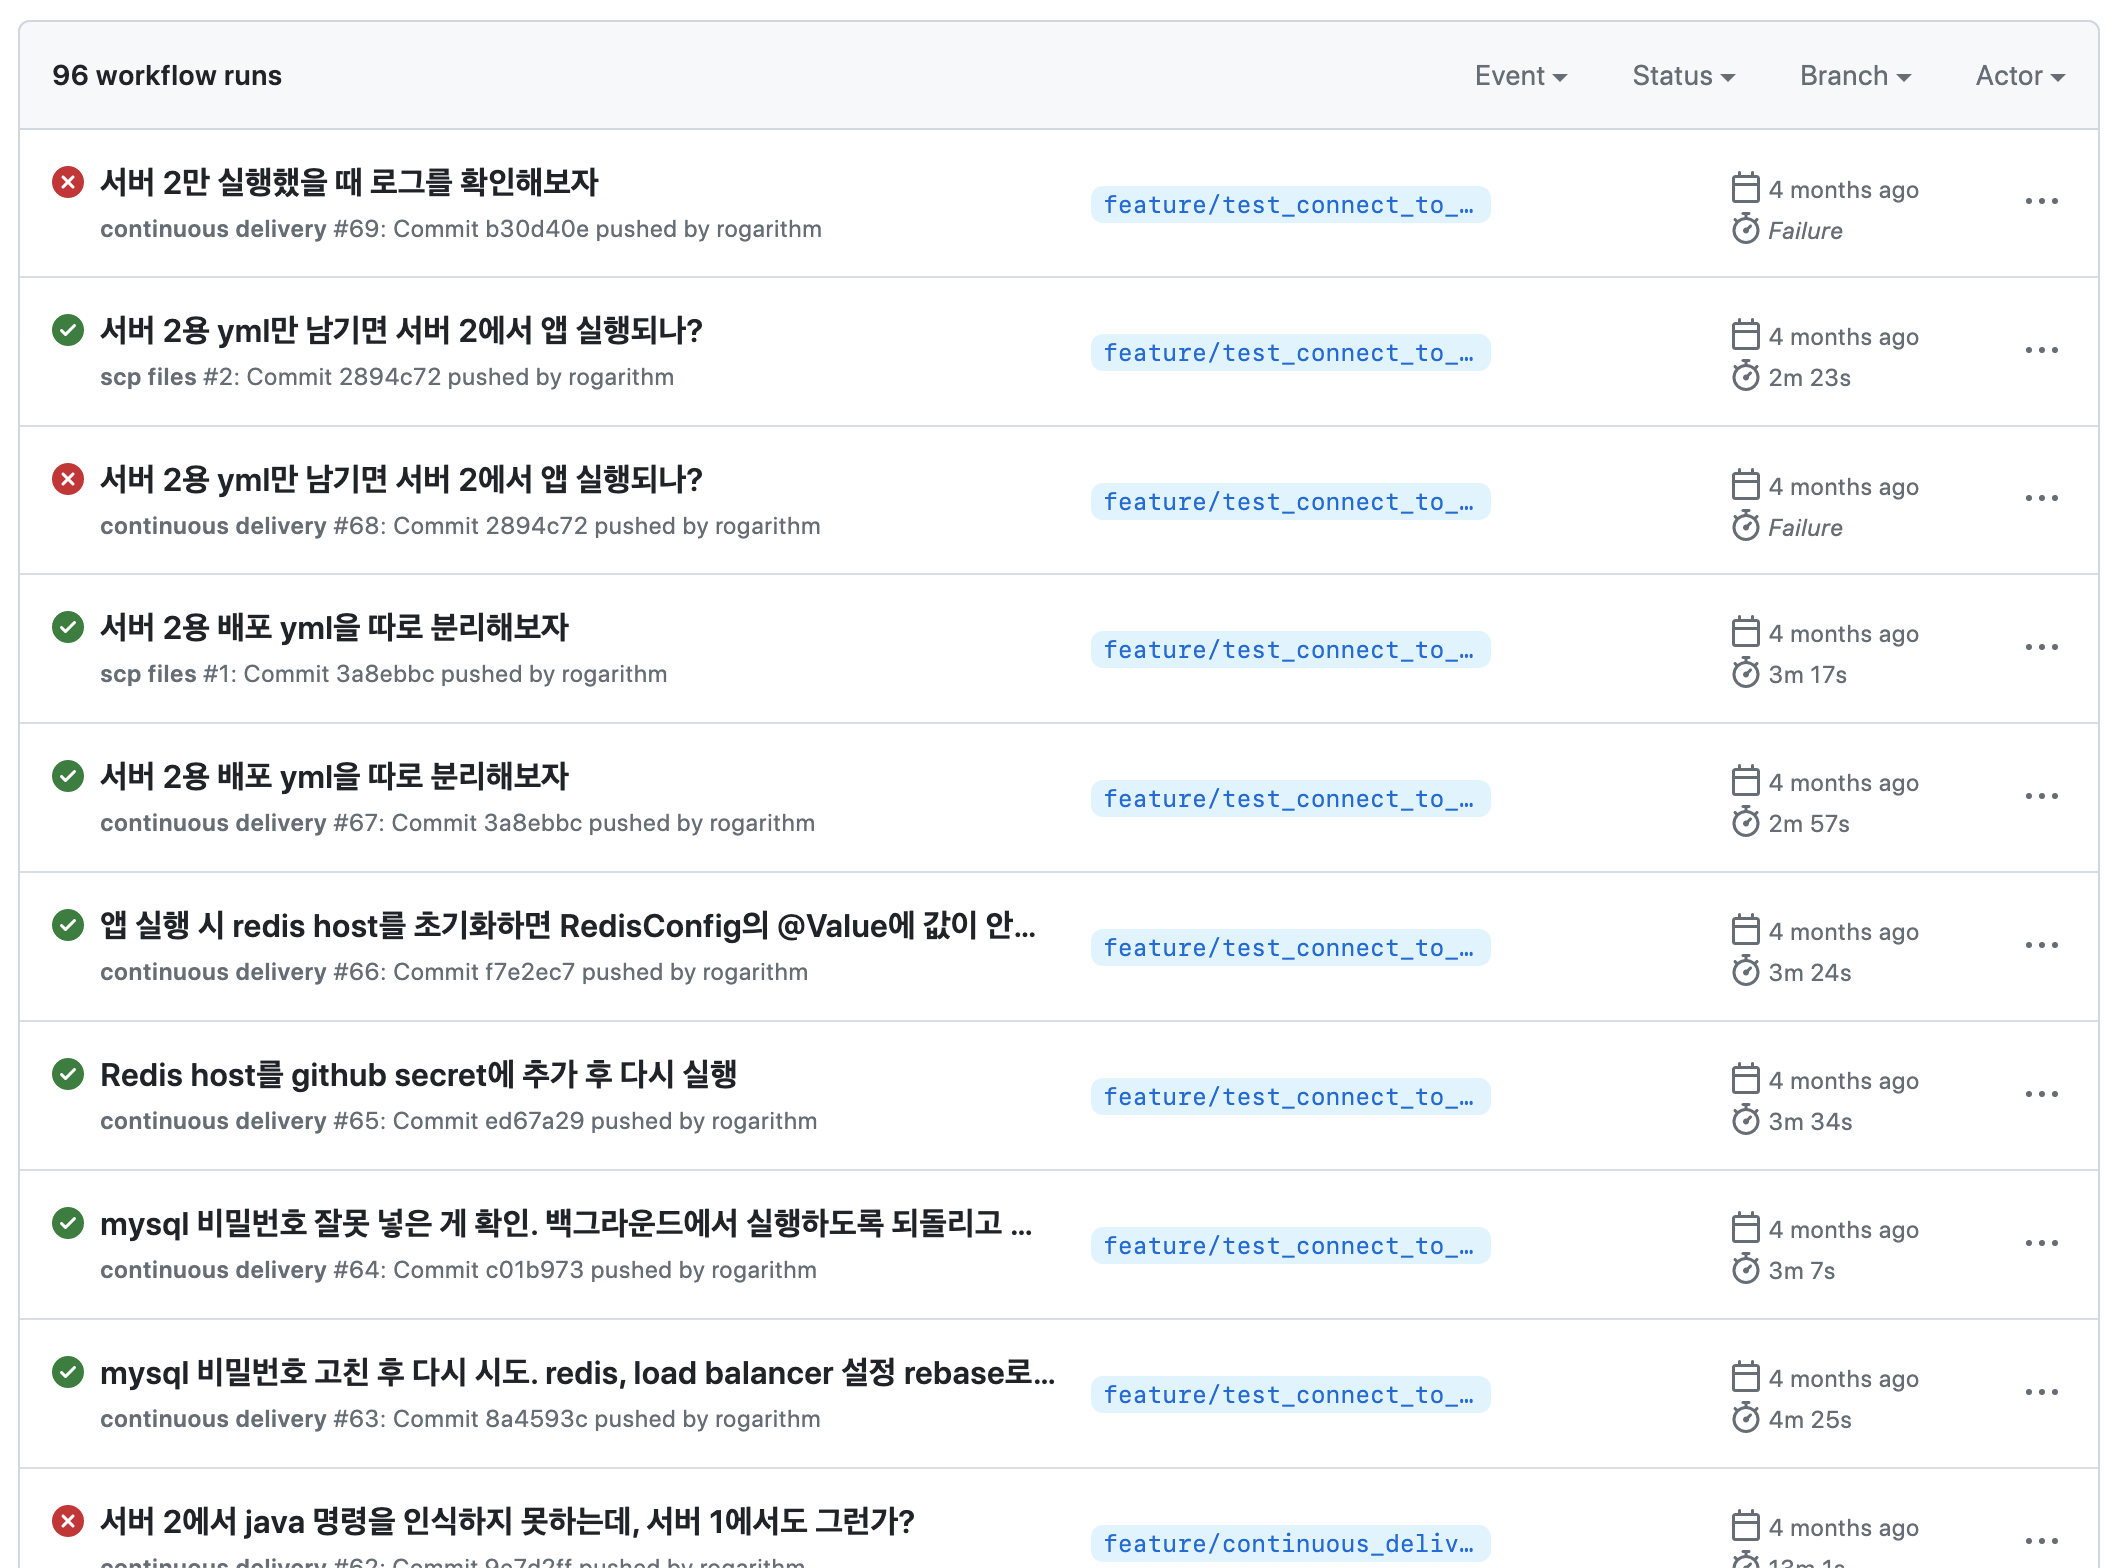 96 workflow runs
Event Status Branch Actor
서버 2만 실행했을 때 로그를 확인해보자
continuous delivery #69: Commit b30d40e pushed by rogarithm
feature/test_connect_to_…
4 months ago
Failure
서버 2용 yml만 남기면 서버 2에서 앱 실행되나?
scp files #2: Commit 2894c72 pushed by rogarithm
feature/test_connect_to_…
4 months ago
2m 23s
서버 2용 yml만 남기면 서버 2에서 앱 실행되나?
continuous delivery #68: Commit 2894c72 pushed by rogarithm
feature/test_connect_to_…
4 months ago
Failure
서버 2용 배포 yml을 따로 분리해보자
scp files #1: Commit 3a8ebbc pushed by rogarithm
feature/test_connect_to_…
4 months ago
3m 17s
서버 2용 배포 yml을 따로 분리해보자
continuous delivery #67: Commit 3a8ebbc pushed by rogarithm
feature/test_connect_to_…
4 months ago
2m 57s
앱 실행 시 redis host를 초기화하면 RedisConfig의 @Value에 값이 안…
continuous delivery #66: Commit f7e2ec7 pushed by rogarithm
feature/test_connect_to_…
4 months ago
3m 24s
Redis host를 github secret에 추가 후 다시 실행
continuous delivery #65: Commit ed67a29 pushed by rogarithm
feature/test_connect_to_…
4 months ago
3m 34s
mysql 비밀번호 잘못 넣은 게 확인. 백그라운드에서 실행하도록 되돌리고 …
continuous delivery #64: Commit c01b973 pushed by rogarithm
feature/test_connect_to_…
4 months ago
3m 7s
mysql 비밀번호 고친 후 다시 시도. redis, load balancer 설정 rebase로…
continuous delivery #63: Commit 8a4593c pushed by rogarithm
feature/test_connect_to_…
4 months ago
4m 25s
서버 2에서 java 명령을 인식하지 못하는데, 서버 1에서도 그런가?
continuous delivery #62: Commit pushed by rogarithm
feature/continuous_deliv…
4 months ago
13m 1s